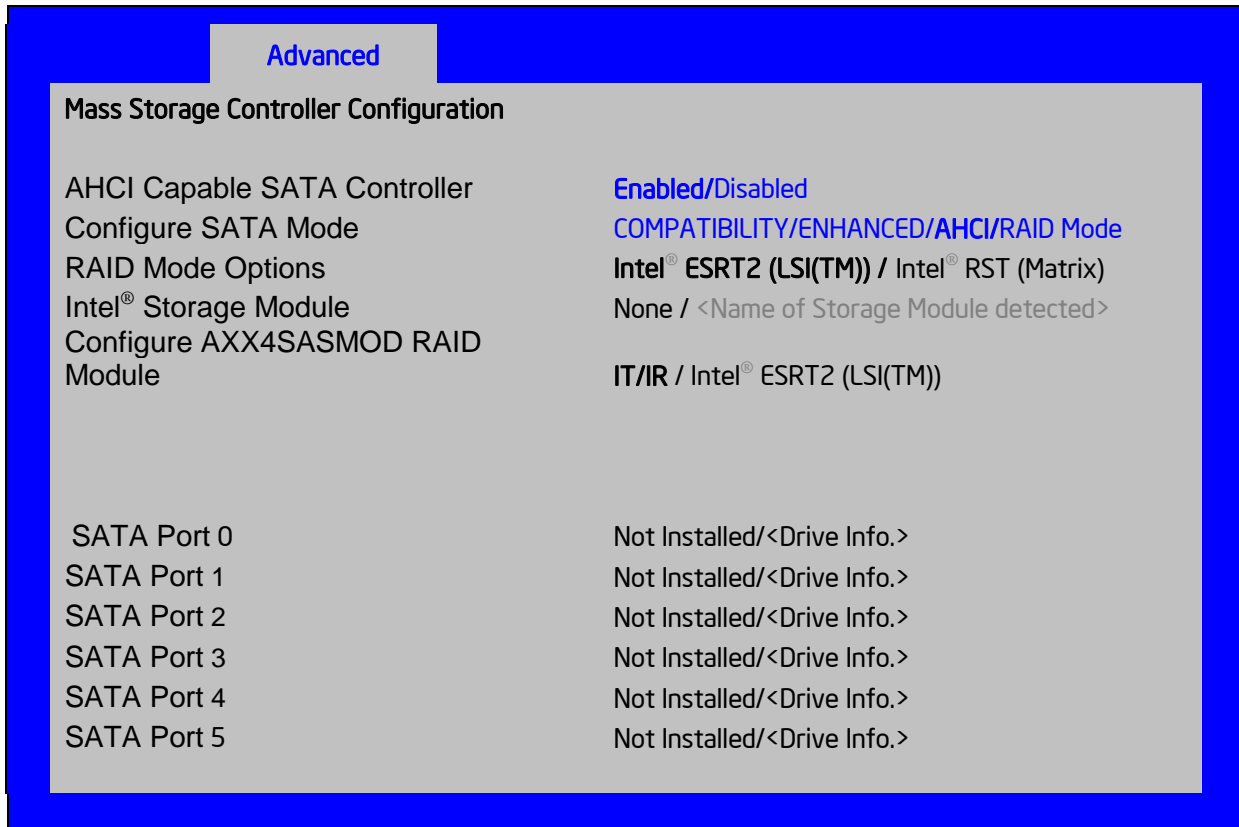 Advanced
Mass Storage Controller Configuration
AHCI Capable SATA Controller Enabled/Disabled
Configure SATA Mode COMPATIBILITY/ENHANCED/AHCI/RAID Mode
RAID Mode Options Intel® ESRT2 (LSI(TM)) / Intel® RST (Matrix)
Intel® Storage Module None / <Name of Storage Module detected>
Configure AXX4SASMOD RAID
Module IT/IR / Intel® ESRT2 (LSI(TM))
SATA Port 0 Not Installed/<Drive Info.>
SATA Port 1 Not Installed/<Drive Info.>
SATA Port 2 Not Installed/<Drive Info.>
SATA Port 3 Not Installed/<Drive Info.>
SATA Port 4 Not Installed/<Drive Info.>
SATA Port 5 Not Installed/<Drive Info.>